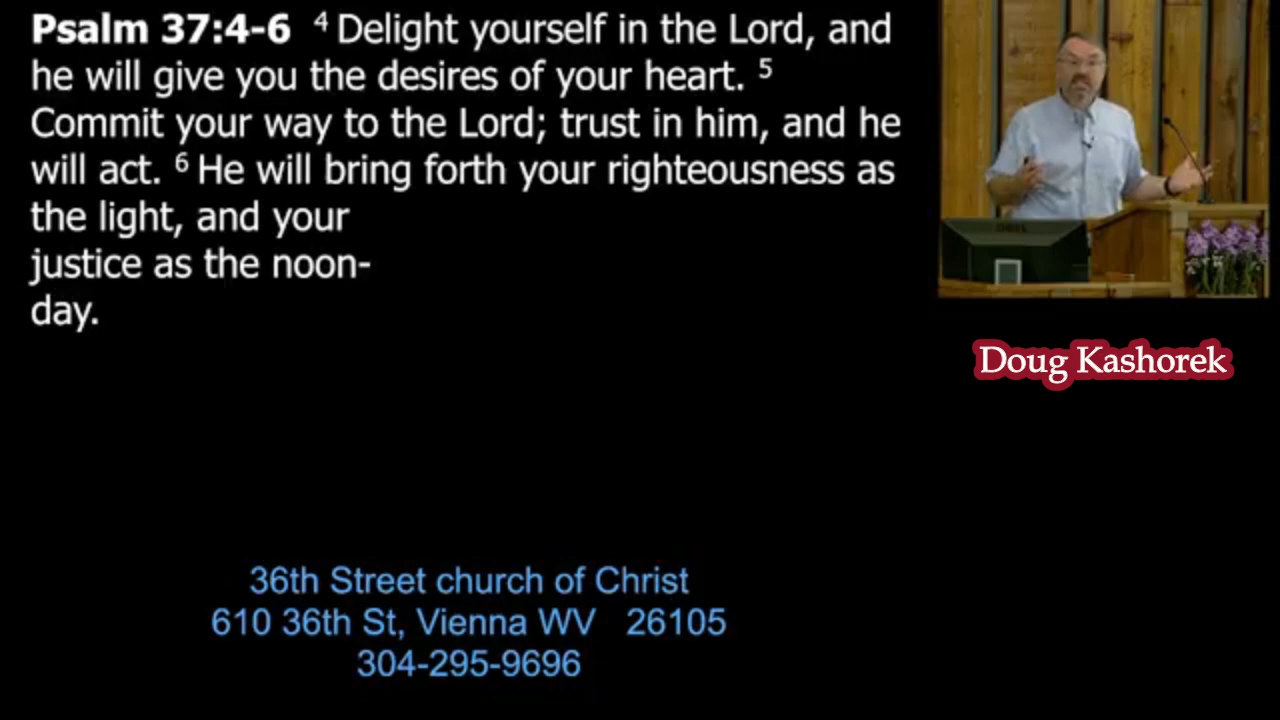 Psalm 37:4-6 4 Delight yourself in the Lord, and
he will give you the desires of your heart. 5
Commit your way to the Lord; trust in him, and he
will act. 6 He will bring forth your righteousness as
the light, and your
justice as the noon-
day.
DELL
Doug Kashorek
36th Street church of Christ
610 36th St, Vienna WV 26105
304-295-9696